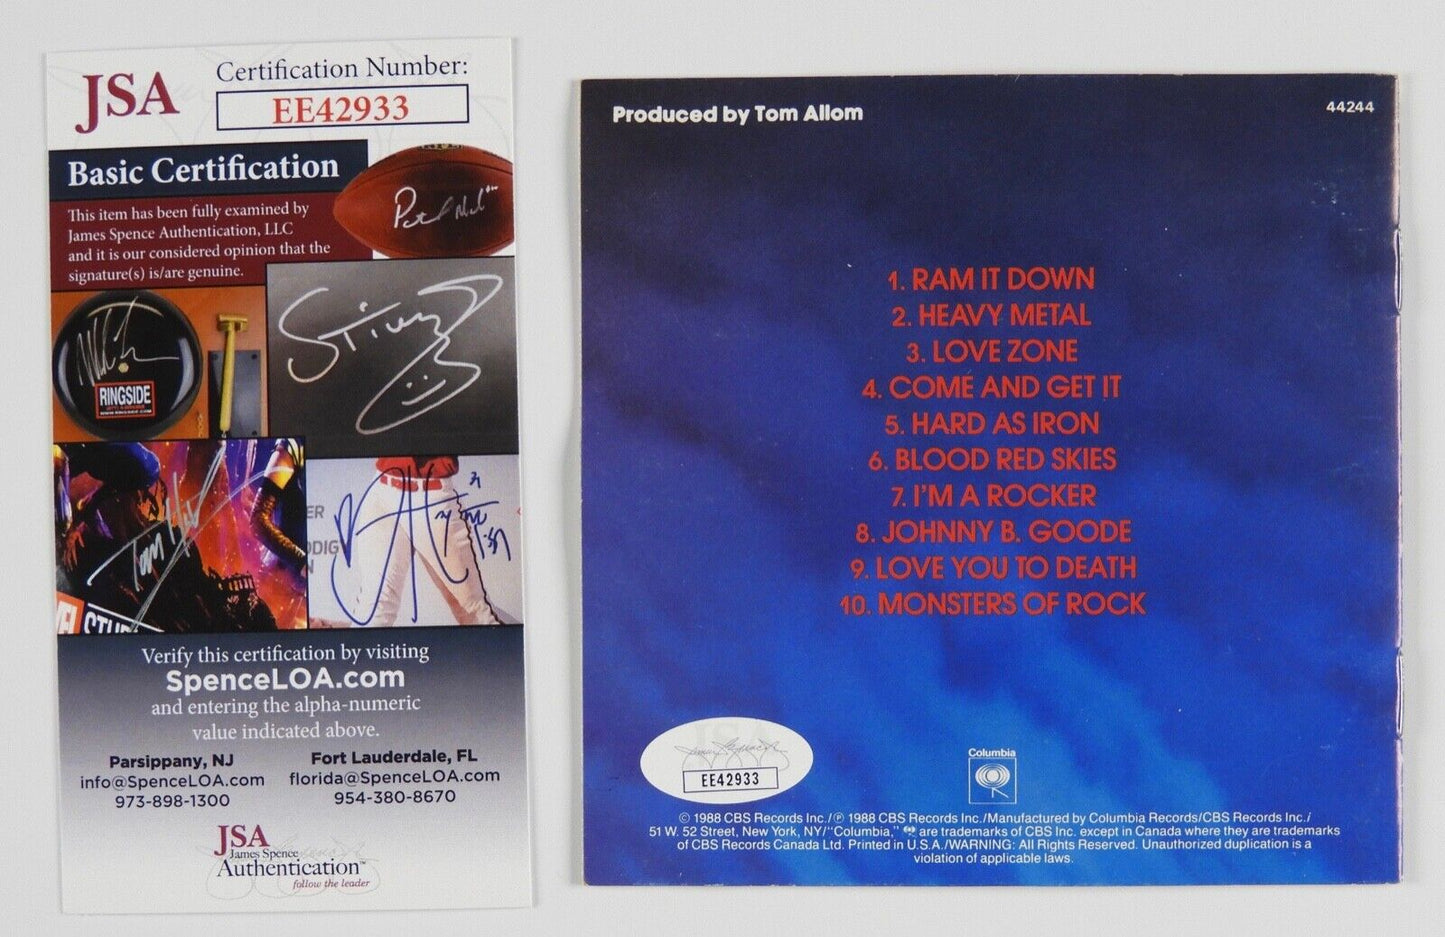 JSA
Certification Number:
EE42933
Basic Certification
This item has been fully examined by
James Spence Authentication, LLC
and it is our considered opinion that the
signature(s) is/are genuine.
RINGSIDE
WWW.RINGSIDE.COM
ER
ODIG
N
STUD
Verify this certification by visiting
SpenceLOA.com
and entering the alpha-numeric
value indicated above.
Parsippany, NJ
info@SpenceLOA.com
973-898-1300
Fort Lauderdale, FL
florida@SpenceLOA.com
954-380-8670
JSA
James Spence
Authentication™
follow the leader
Produced by Tom Allom
44244
1. RAM IT DOWN
2. HEAVY METAL
3. LOVE ZONE
4. COME AND GET IT
5. HARD AS IRON
6. BLOOD RED SKIES
7. I'M A ROCKER
8. JOHNNY B. GOODE
9. LOVE YOU TO DEATH
10. MONSTERS OF ROCK
JSA
EE42933
Columbia
© 1988 CBS Records Inc./℗ 1988 CBS Records Inc./Manufactured by Columbia Records/CBS Records Inc./
51 W. 52 Street, New York, NY/"Columbia," are trademarks of CBS Inc. except in Canada where they are trademarks
of CBS Records Canada Ltd. Printed in U.S.A./WARNING: All Rights Reserved. Unauthorized duplication is a
violation of applicable laws.